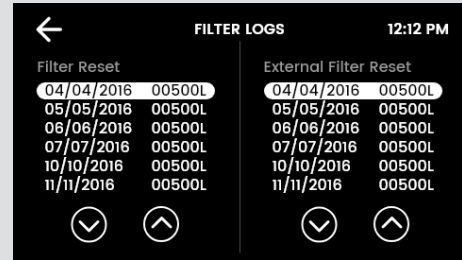 FILTER LOGS 12:12 PM
Filter Reset
04/04/2016 00500L
05/05/2016 00500L
06/06/2016 00500L
07/07/2016 00500L
10/10/2016 00500L
11/11/2016 00500L
External Filter Reset
04/04/2016 00500L
05/05/2016 00500L
06/06/2016 00500L
07/07/2016 00500L
10/10/2016 00500L
11/11/2016 00500L